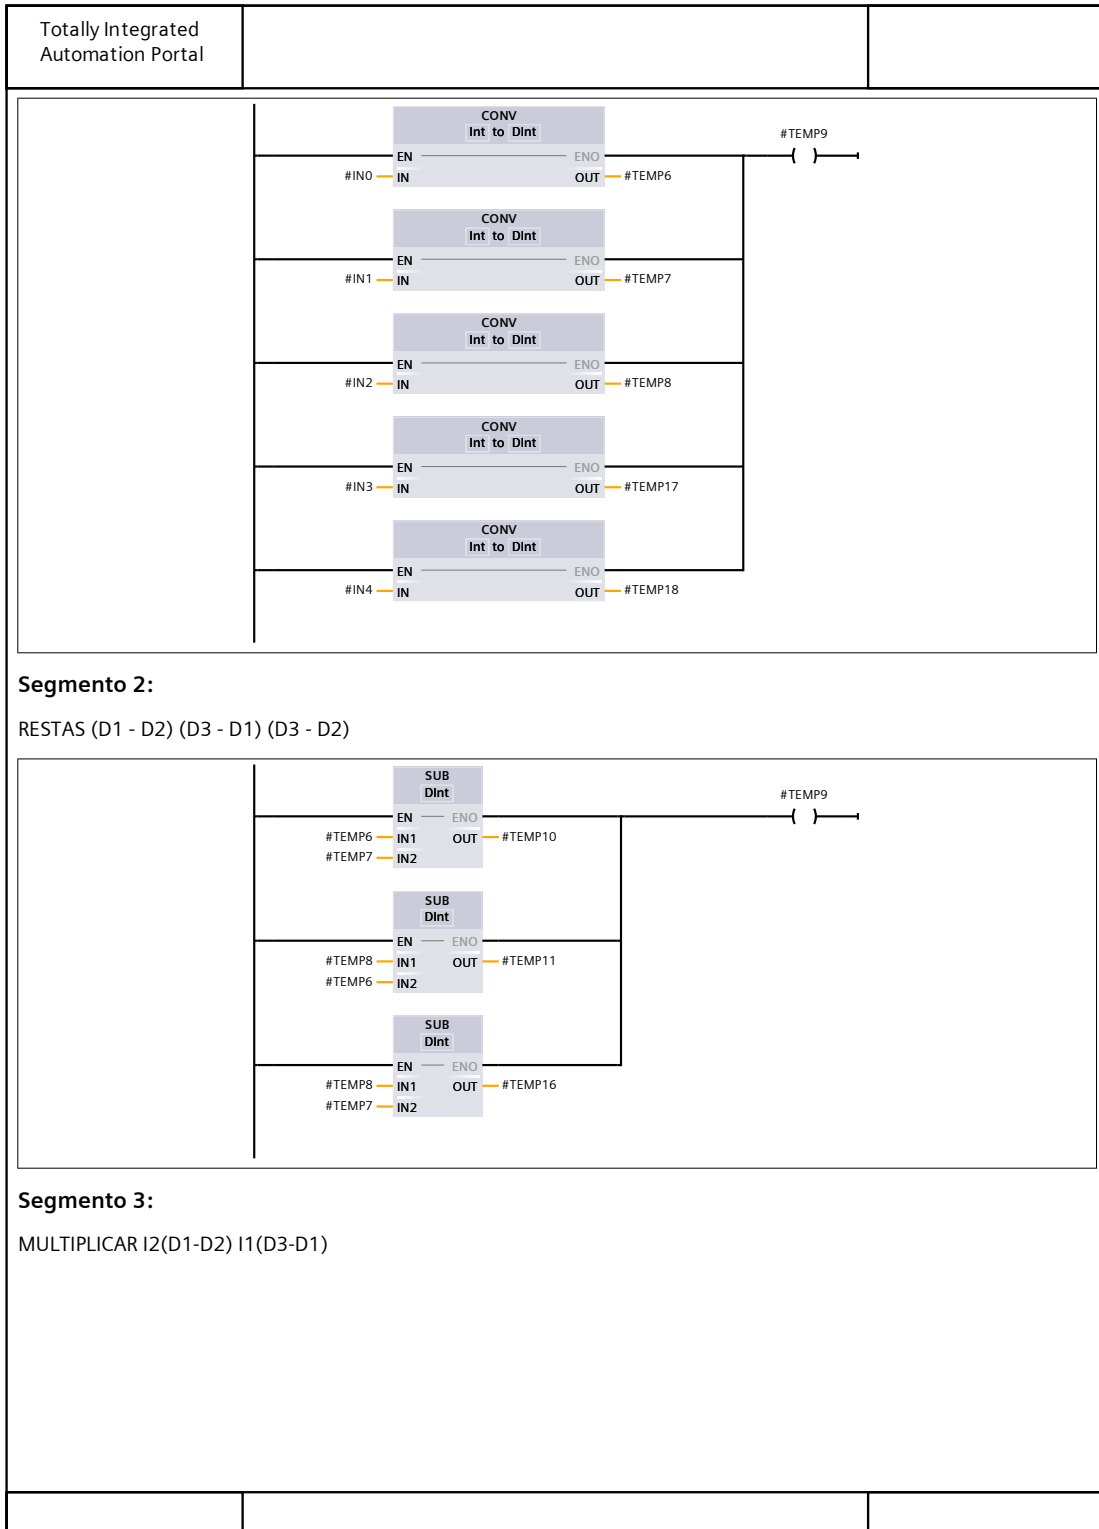 Totally Integrated
Automation Portal
CONV
Int to DInt
#TEMP9
EN ENO
#IN0 IN OUT #TEMP6
CONV
Int to DInt
EN ENO
#IN1 IN OUT #TEMP7
CONV
Int to DInt
EN ENO
#IN2 IN OUT #TEMP8
CONV
Int to DInt
EN ENO
#IN3 IN OUT #TEMP17
CONV
Int to DInt
EN ENO
#IN4 IN OUT #TEMP18
Segmento 2:
RESTAS (D1 - D2) (D3 - D1) (D3 - D2)
SUB
DInt
#TEMP9
EN ENO
#TEMP6 IN1 OUT #TEMP10
#TEMP7 IN2
SUB
DInt
EN ENO
#TEMP8 IN1 OUT #TEMP11
#TEMP6 IN2
SUB
DInt
EN ENO
#TEMP8 IN1 OUT #TEMP16
#TEMP7 IN2
Segmento 3:
MULTIPLICAR I2(D1-D2) I1(D3-D1)